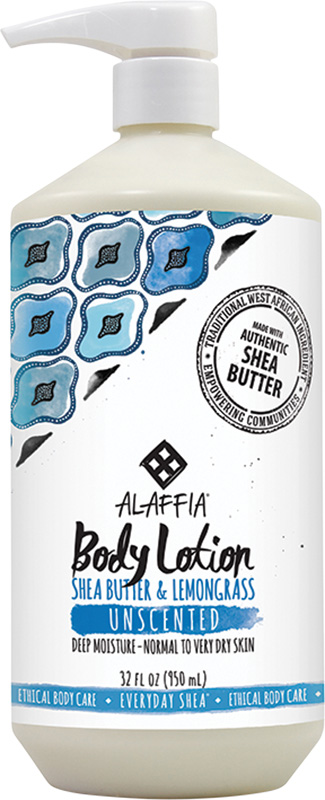 TRADITIONAL WEST AFRICAN INGREDIENT
MADE WITH
AUTHENTIC
SHEA
BUTTER
• EMPOWERING COMMUNITIES •
ALAFFIA®
Body Lotion
SHEA BUTTER & LEMONGRASS
UNSCENTED
DEEP MOISTURE - NORMAL TO VERY DRY SKIN
32 FL OZ (950 mL)
ETHICAL BODY CARE • EVERYDAY SHEA™ • ETHICAL BODY CARE •